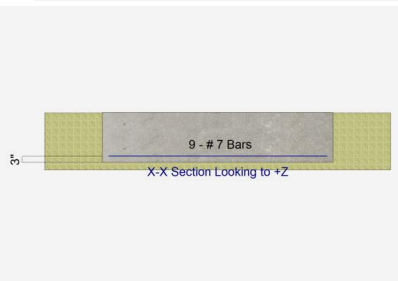 9 - # 7 Bars
3"
X-X Section Looking to +Z